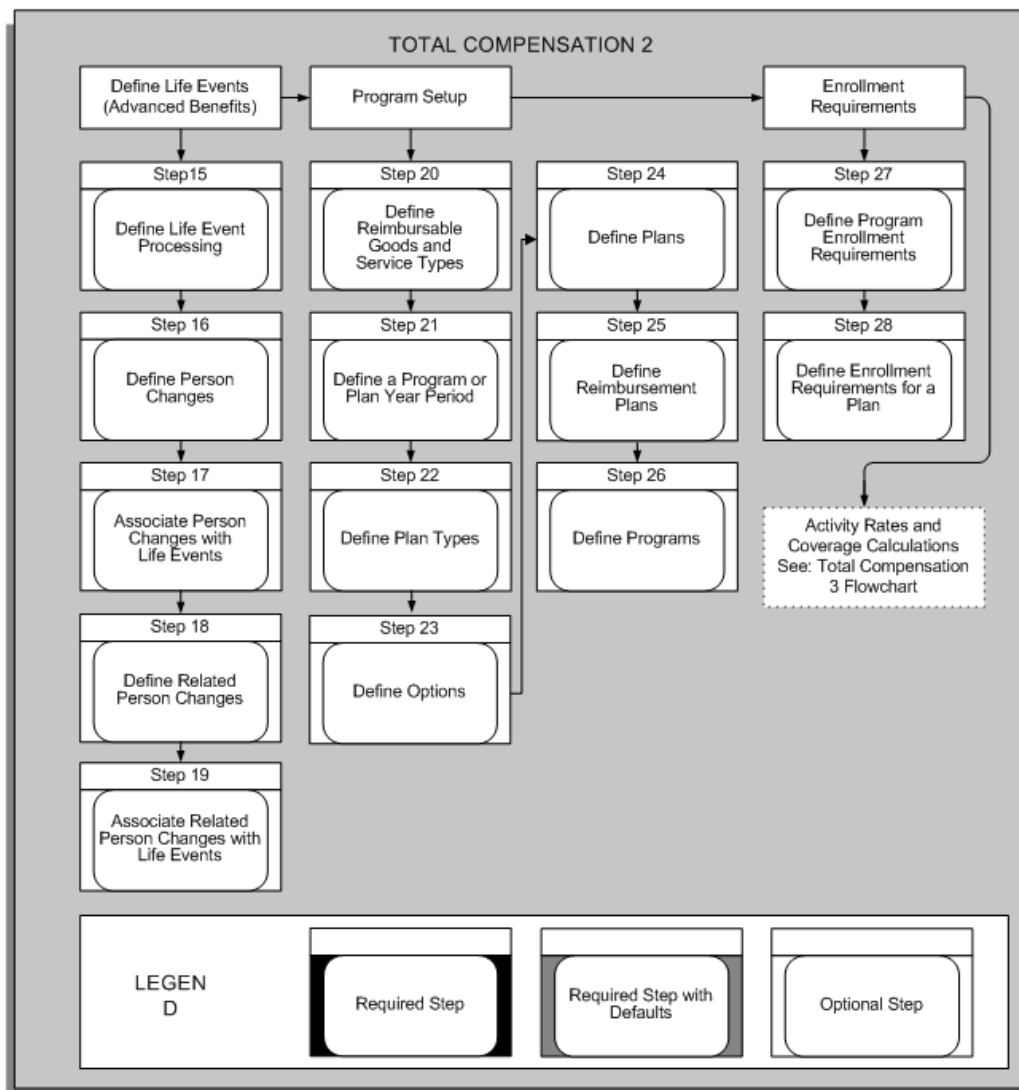 TOTAL COMPENSATION 2
Define Life Events
(Advanced Benefits)
Program Setup
Enrollment
Requirements
Step15
Define Life Event
Processing
Step 16
Define Person
Changes
Step 17
Associate Person
Changes with
Life Events
Step 18
Define Related
Person Changes
Step 19
Associate Related
Person Changes with
Life Events
Step 20
Define
Reimbursable
Goods and
Service Types
Step 21
Define a Program or
Plan Year Period
Step 22
Define Plan Types
Step 23
Define Options
Step 24
Define Plans
Step 25
Define
Reimbursement
Plans
Step 26
Define Programs
Step 27
Define Program
Enrollment
Requirements
Step 28
Define Enrollment
Requirements for a
Plan
Activity Rates and
Coverage Calculations
See: Total Compensation
3 Flowchart
LEGEN
D
Required Step
Required Step with
Defaults
Optional Step